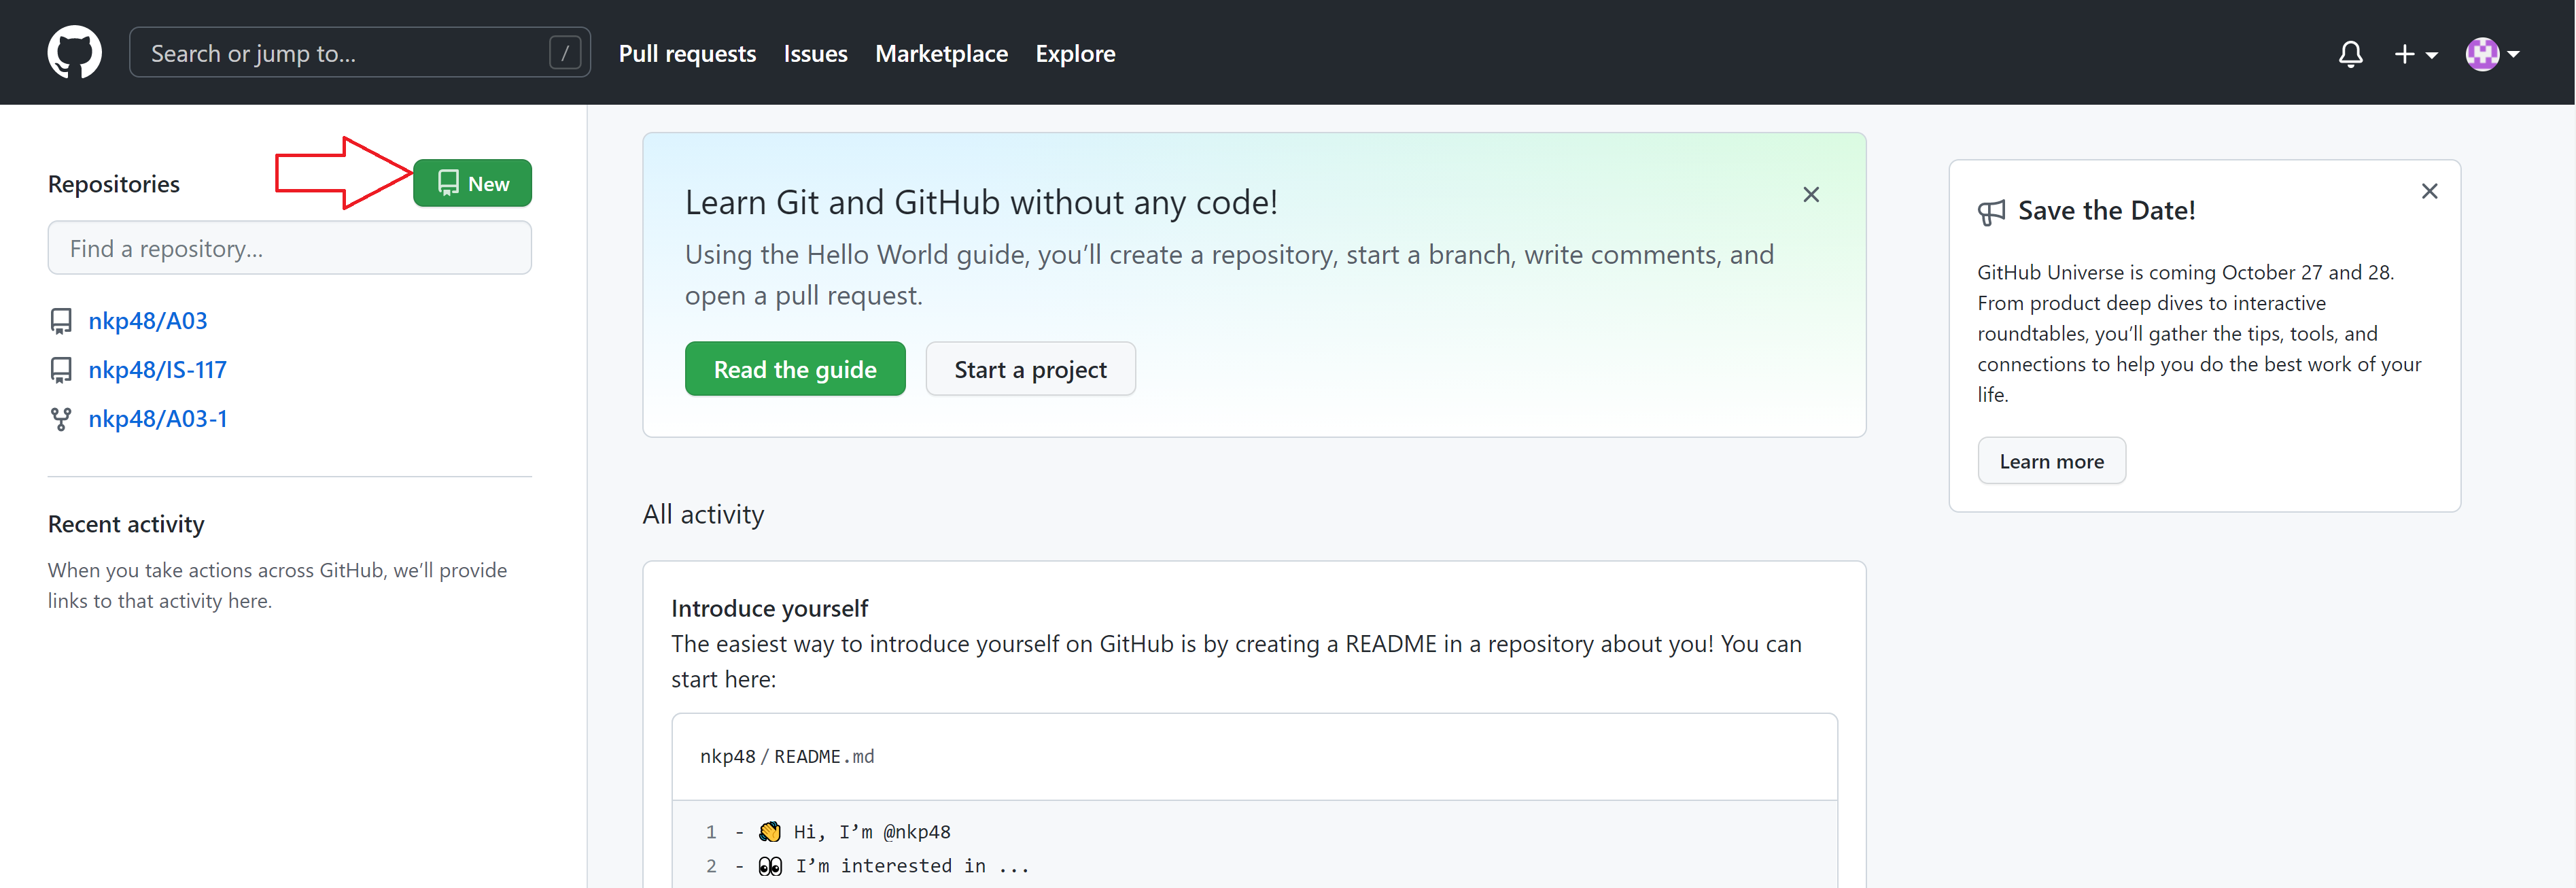 Search or jump to...
/
Pull requests
Issues
Marketplace
Explore
Repositories
New
Find a repository...
nkp48/A03
nkp48/IS-117
nkp48/A03-1
Recent activity
When you take actions across GitHub, we’ll provide
links to that activity here.
Learn Git and GitHub without any code!
Using the Hello World guide, you’ll create a repository, start a branch, write comments, and
open a pull request.
Read the guide
Start a project
All activity
Introduce yourself
The easiest way to introduce yourself on GitHub is by creating a README in a repository about you! You can
start here:
nkp48 / README.md
1 - 👋 Hi, I’m @nkp48
2 - 👀 I’m interested in ...
Save the Date!
GitHub Universe is coming October 27 and 28.
From product deep dives to interactive
roundtables, you’ll gather the tips, tools, and
connections to help you do the best work of your
life.
Learn more